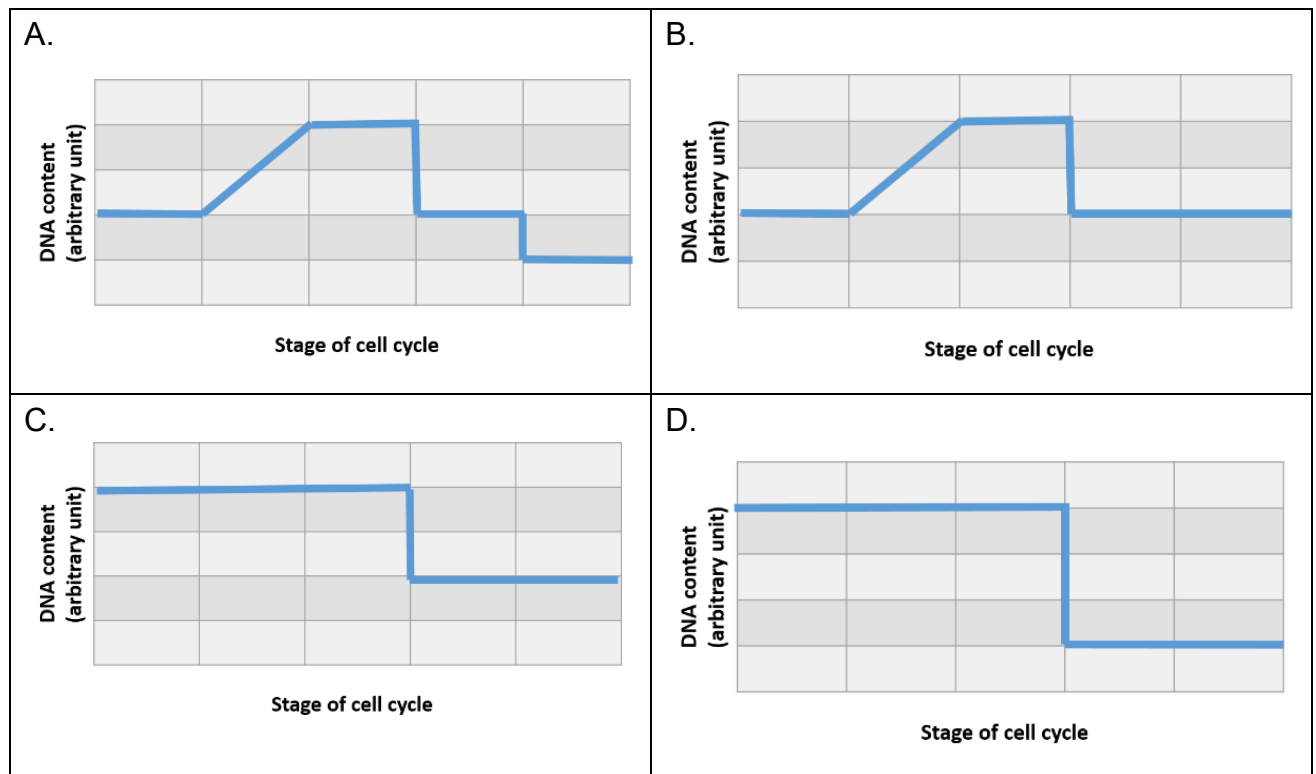 A.
DNA content
(arbitrary unit)
Stage of cell cycle
B.
DNA content
(arbitrary unit)
Stage of cell cycle
C.
DNA content
(arbitrary unit)
Stage of cell cycle
D.
DNA content
(arbitrary unit)
Stage of cell cycle